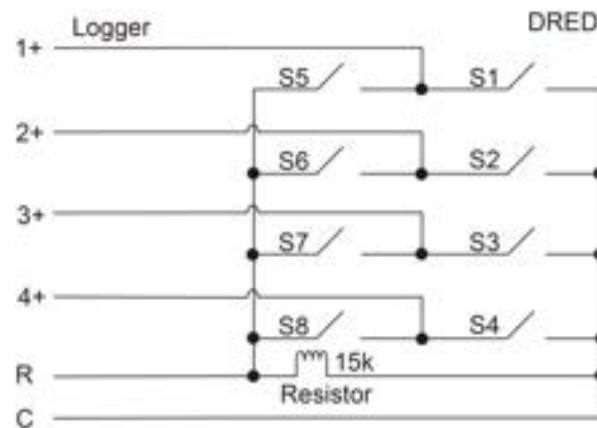 Logger DRED
1+
S5 S1
2+
S6 S2
3+
S7 S3
4+
S8 S4
R 15k
Resistor
C